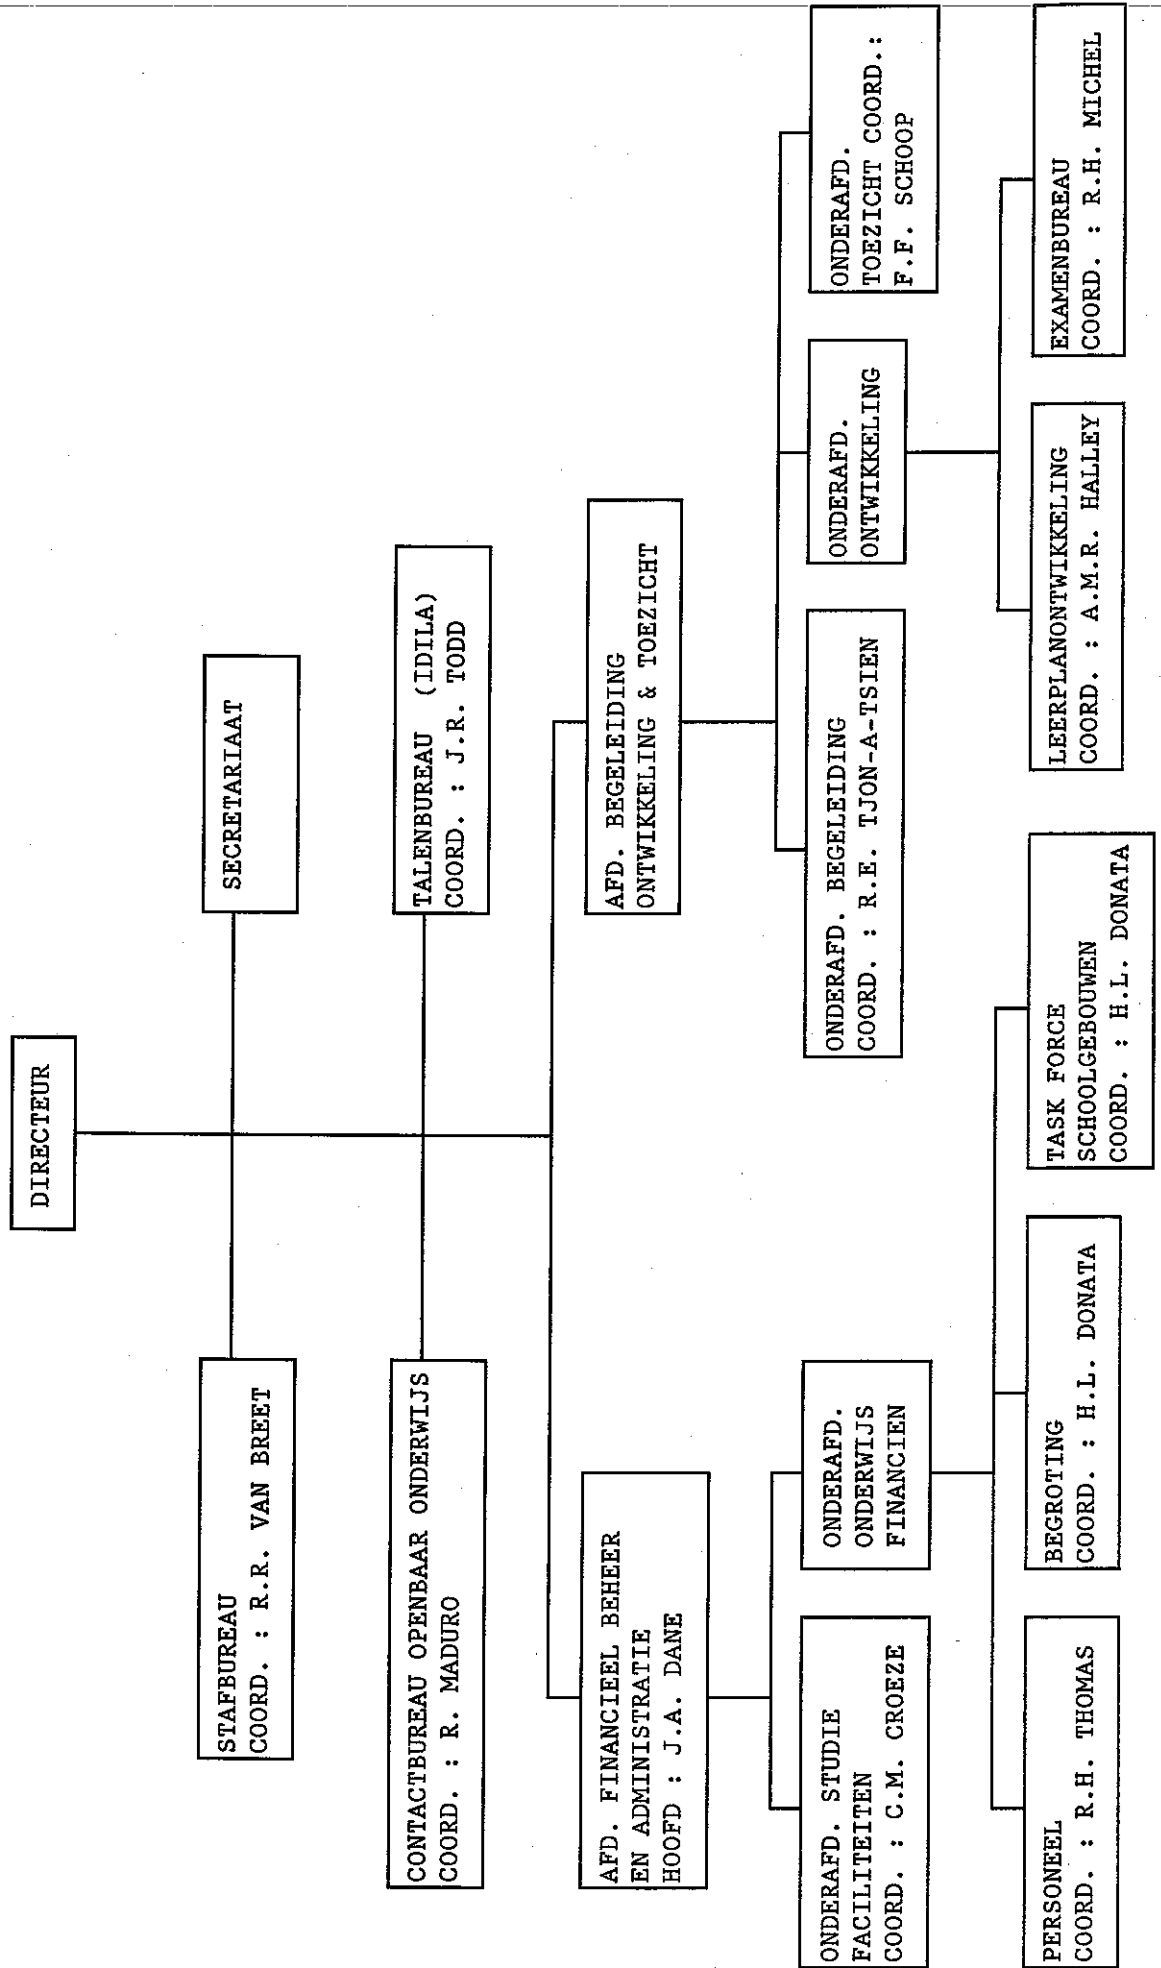 DIRECTEUR
STAFBUREAU
COORD. : R.R. VAN BREET
SECRETARIAAT
CONTACTBUREAU OPENBAAR ONDERWIJS
COORD. : R. MADURO
TALENBUREAU (IDILA)
COORD. : J.R. TODD
AFD. FINANCIEEL BEHEER
EN ADMINISTRATIE
HOOFD : J.A. DANE
AFD. BEGELEIDING
ONTWIKKELING & TOEZICHT
ONDERAFD. STUDIE
FACILITEITEN
COORD. : C.M. CROEZE
ONDERAFD.
ONDERWIJS
FINANCIEN
ONDERAFD. BEGELEIDING
COORD. : R.E. TJON-A-TSIEN
ONDERAFD.
ONTWIKKELING
ONDERAFD.
TOEZICHT COORD.:
F.F. SCHOOP
PERSONEEL
COORD. : R.H. THOMAS
BEGROTING
COORD. : H.L. DONATA
TASK FORCE
SCHOOLGEBOUWEN
COORD. : H.L. DONATA
LEERPLANONTWIKKELING
COORD. : A.M.R. HALLEY
EXAMENBUREAU
COORD. : R.H. MICHEL